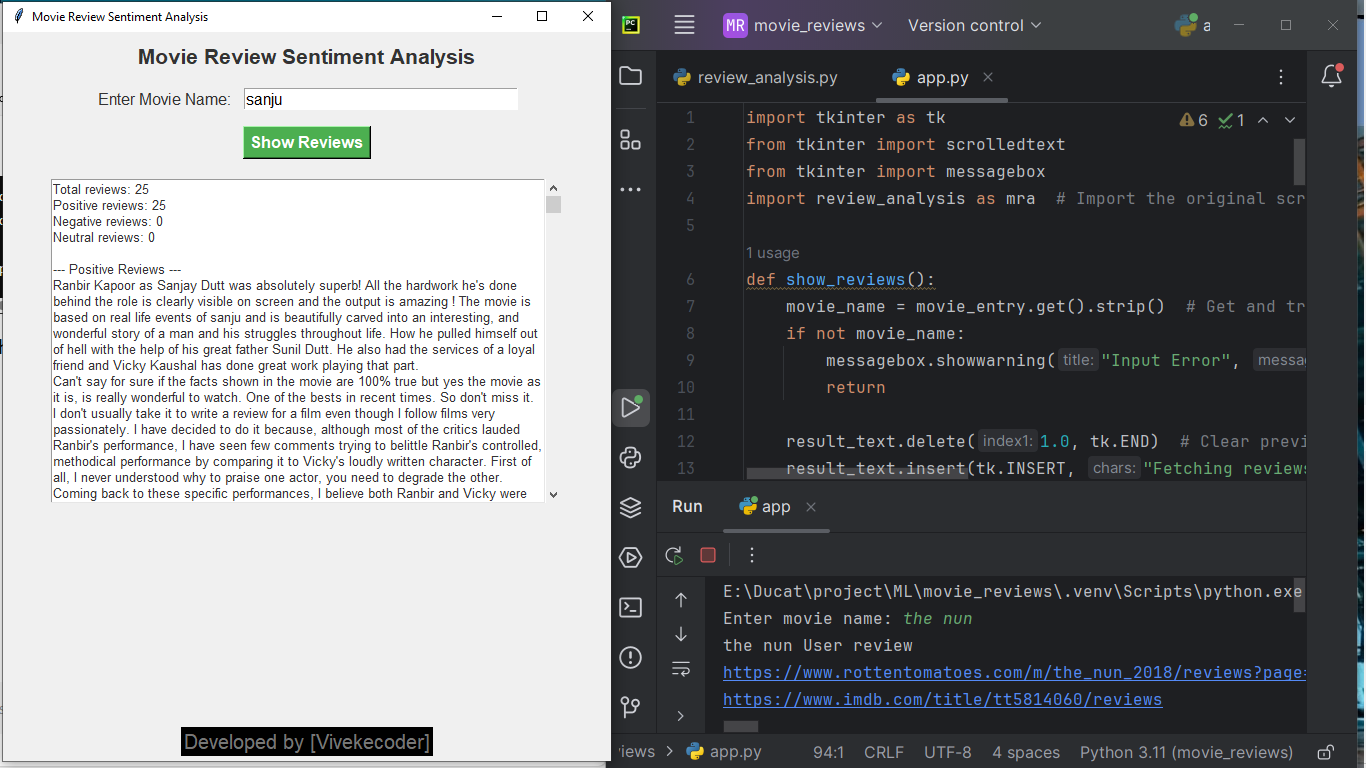 Movie Review Sentiment Analysis
Movie Review Sentiment Analysis
Enter Movie Name: sanju
Show Reviews
Total reviews: 25
Positive reviews: 25
Negative reviews: 0
Neutral reviews: 0
--- Positive Reviews ---
Ranbir Kapoor as Sanjay Dutt was absolutely superb! All the hardwork he's done
behind the role is clearly visible on screen and the output is amazing ! The movie is
based on real life events of sanju and is beautifully carved into an interesting, and
wonderful story of a man and his struggles throughout life. How he pulled himself out
of hell with the help of his great father Sunil Dutt. He also had the services of a loyal
friend and Vicky Kaushal has done great work playing that part.
Can't say for sure if the facts shown in the movie are 100% true but yes the movie as
it is, is really wonderful to watch. One of the bests in recent times. So don't miss it.
I don't usually take it to write a review for a film even though I follow films very
passionately. I have decided to do it because, although most of the critics lauded
Ranbir's performance, I have seen few comments trying to belittle Ranbir's controlled,
methodical performance by comparing it to Vicky's loudly written character. First of
all, I never understood why to praise one actor, you need to degrade the other.
Coming back to these specific performances, I believe both Ranbir and Vicky were
Developed by [Vivekecoder]
PC
MR movie_reviews Version control a
review_analysis.py app.py
6 1
1 import tkinter as tk
2 from tkinter import scrolledtext
3 from tkinter import messagebox
4 import review_analysis as mra # Import the original scr
5
1 usage
6 def show_reviews():
7 movie_name = movie_entry.get().strip() # Get and tr
8 if not movie_name:
9 messagebox.showwarning( title: "Input Error", messag
10 return
11
12 result_text.delete( index1: 1.0, tk.END) # Clear previ
13 result_text.insert(tk.INSERT, chars: "Fetching reviews
Run app
E:\Ducat\project\ML\movie_reviews\.venv\Scripts\python.exe
Enter movie name: the nun
the nun User review
https://www.rottentomatoes.com/m/the_nun_2018/reviews?page=
https://www.imdb.com/title/tt5814060/reviews
views > app.py 94:1 CRLF UTF-8 4 spaces Python 3.11 (movie_reviews)